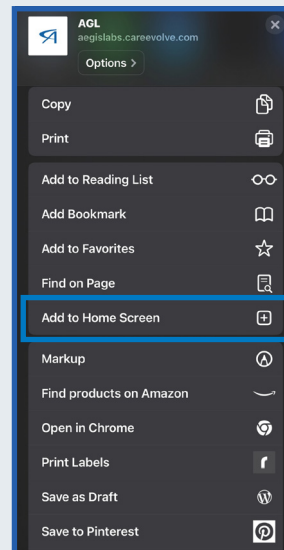 AGL
aegislabs.careevolve.com
Options >
Copy
Print
Add to Reading List
Add Bookmark
Add to Favorites
Find on Page
Add to Home Screen
Markup
Find products on Amazon
Open in Chrome
Print Labels
Save as Draft
Save to Pinterest